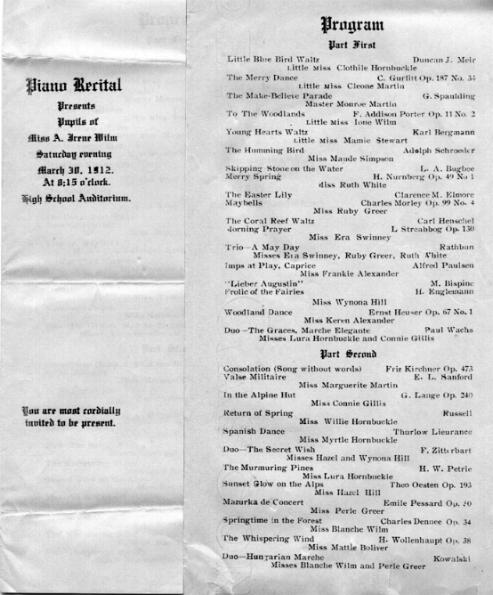 Piano Recital
Presents
Pupils of
Miss A. Irene Wilm
Saturday evening
March 30, 1912.
At 8:15 o'clock.
High School Auditorium.
You are most cordially
invited to be present.
Program
Part First
Little Blue Bird Waltz Duncan J. Meir
Little Miss Clothile Hornbuckle
The Merry Dance C. Gurlitt Op. 187 No. 34
Little Miss Cleone Martin
The Make-Believe Parade G. Spaulding
Master Monroe Martin
To The Woodlands F. Addison Porter Op. 11 No. 2
Little Miss Ione Wilm
Young Hearts Waltz Karl Bergmann
Little Miss Mamie Stewart
The Humming Bird Adolph Schroeder
Miss Maude Simpson
Skipping Stone on the Water L. A. Bugbee
Merry Spring H. Nurnberg Op. 49 No 1
Miss Ruth White
The Easter Lily Clarence M. Elmore
Maybells Charles Morley Op. 99 No. 4
Miss Ruby Greer
The Coral Reef Waltz Carl Henschel
Morning Prayer L Streabbog Op. 130
Miss Era Swinney
Trio—A May Day Rathbun
Misses Era Swinney, Ruby Greer, Ruth White
Imps at Play, Caprice Alfred Paulsen
Miss Frankie Alexander
"Lieber Augustin" M. Bispinc
Frolic of the Fairies H. Englemann
Miss Wynona Hill
Woodland Dance Ernst Heuser Op. 67 No. 1
Miss Keren Alexander
Duo—The Graces, Marche Elegante Paul Wachs
Misses Lura Hornbuckle and Connie Gillis
Part Second
Consolation (Song without words) Friz Kirchner Op. 473
Valse Militaire E. L. Sanford
Miss Marguerite Martin
In the Alpine Hut G. Lange Op. 240
Miss Connie Gillis
Return of Spring Russell
Miss Willie Hornbuckle
Spanish Dance Thurlow Lieurance
Miss Myrtle Hornbuckle
Duo—The Secret Wish F. Zitterbart
Misses Hazel and Wynona Hill
The Murmuring Pines H. W. Petrie
Miss Lura Hornbuckle
Sunset Glow on the Alps Theo Oesten Op. 193
Miss Hazel Hill
Mazurka de Concert Emile Pessard Op. 20
Miss Perle Greer
Springtime in the Forest Charles Dennee Op. 34
Miss Blanche Wilm
The Whispering Wind H. Wollenhaupt Op. 38
Miss Mattie Boliver
Duo—Hungarian Marche Kowalski
Misses Blanche Wilm and Perle Greer